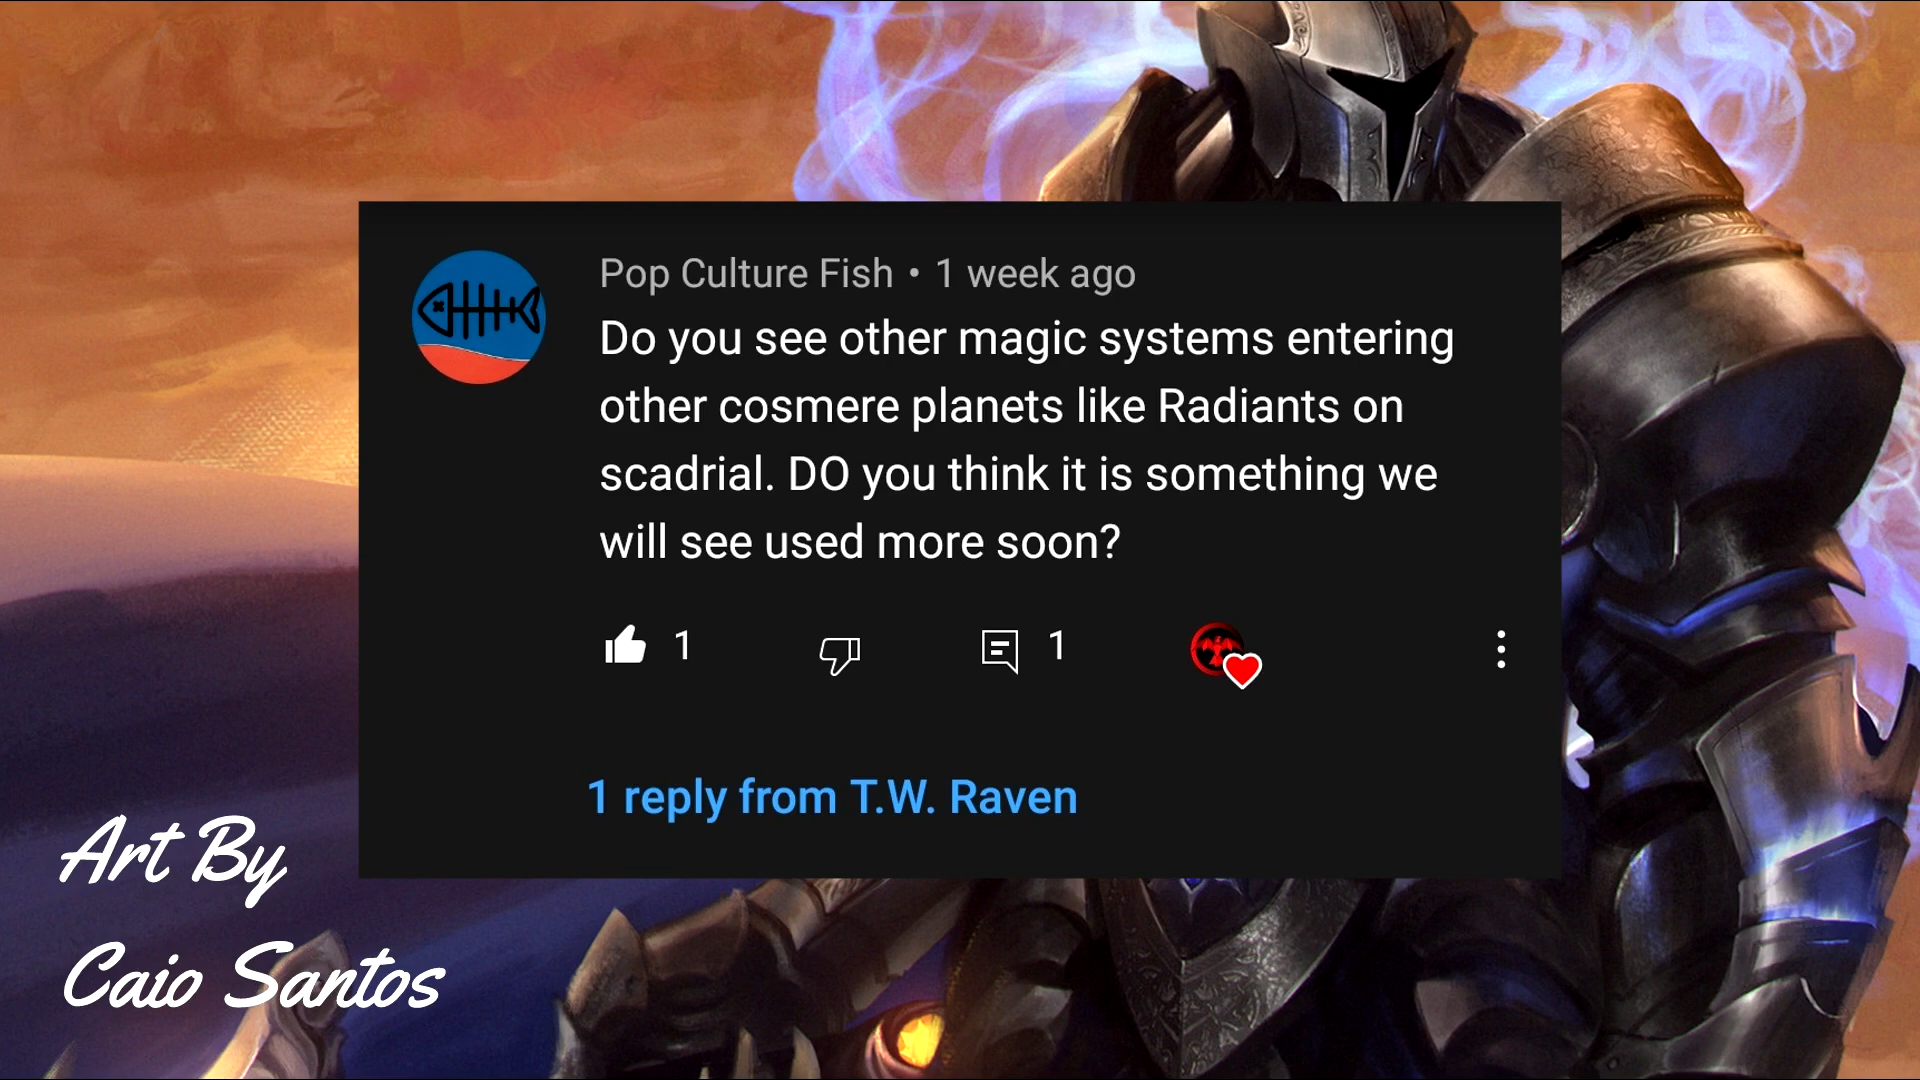 Pop Culture Fish • 1 week ago
Do you see other magic systems entering
other cosmere planets like Radiants on
scadrial. DO you think it is something we
will see used more soon?
1 1
1 reply from T.W. Raven
Art By
Caio Santos